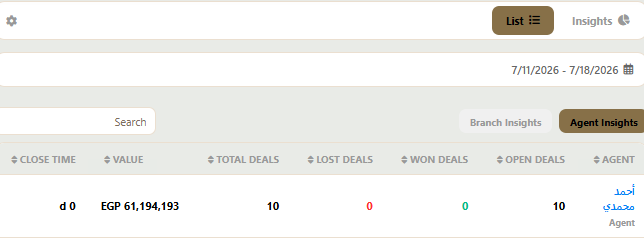 List
Insights
7/11/2026 - 7/18/2026
Search
Branch Insights
Agent Insights
CLOSE TIME
VALUE
TOTAL DEALS
LOST DEALS
WON DEALS
OPEN DEALS
AGENT
d 0
EGP 61,194,193
10
0
0
10
أحمد
محمدي
Agent